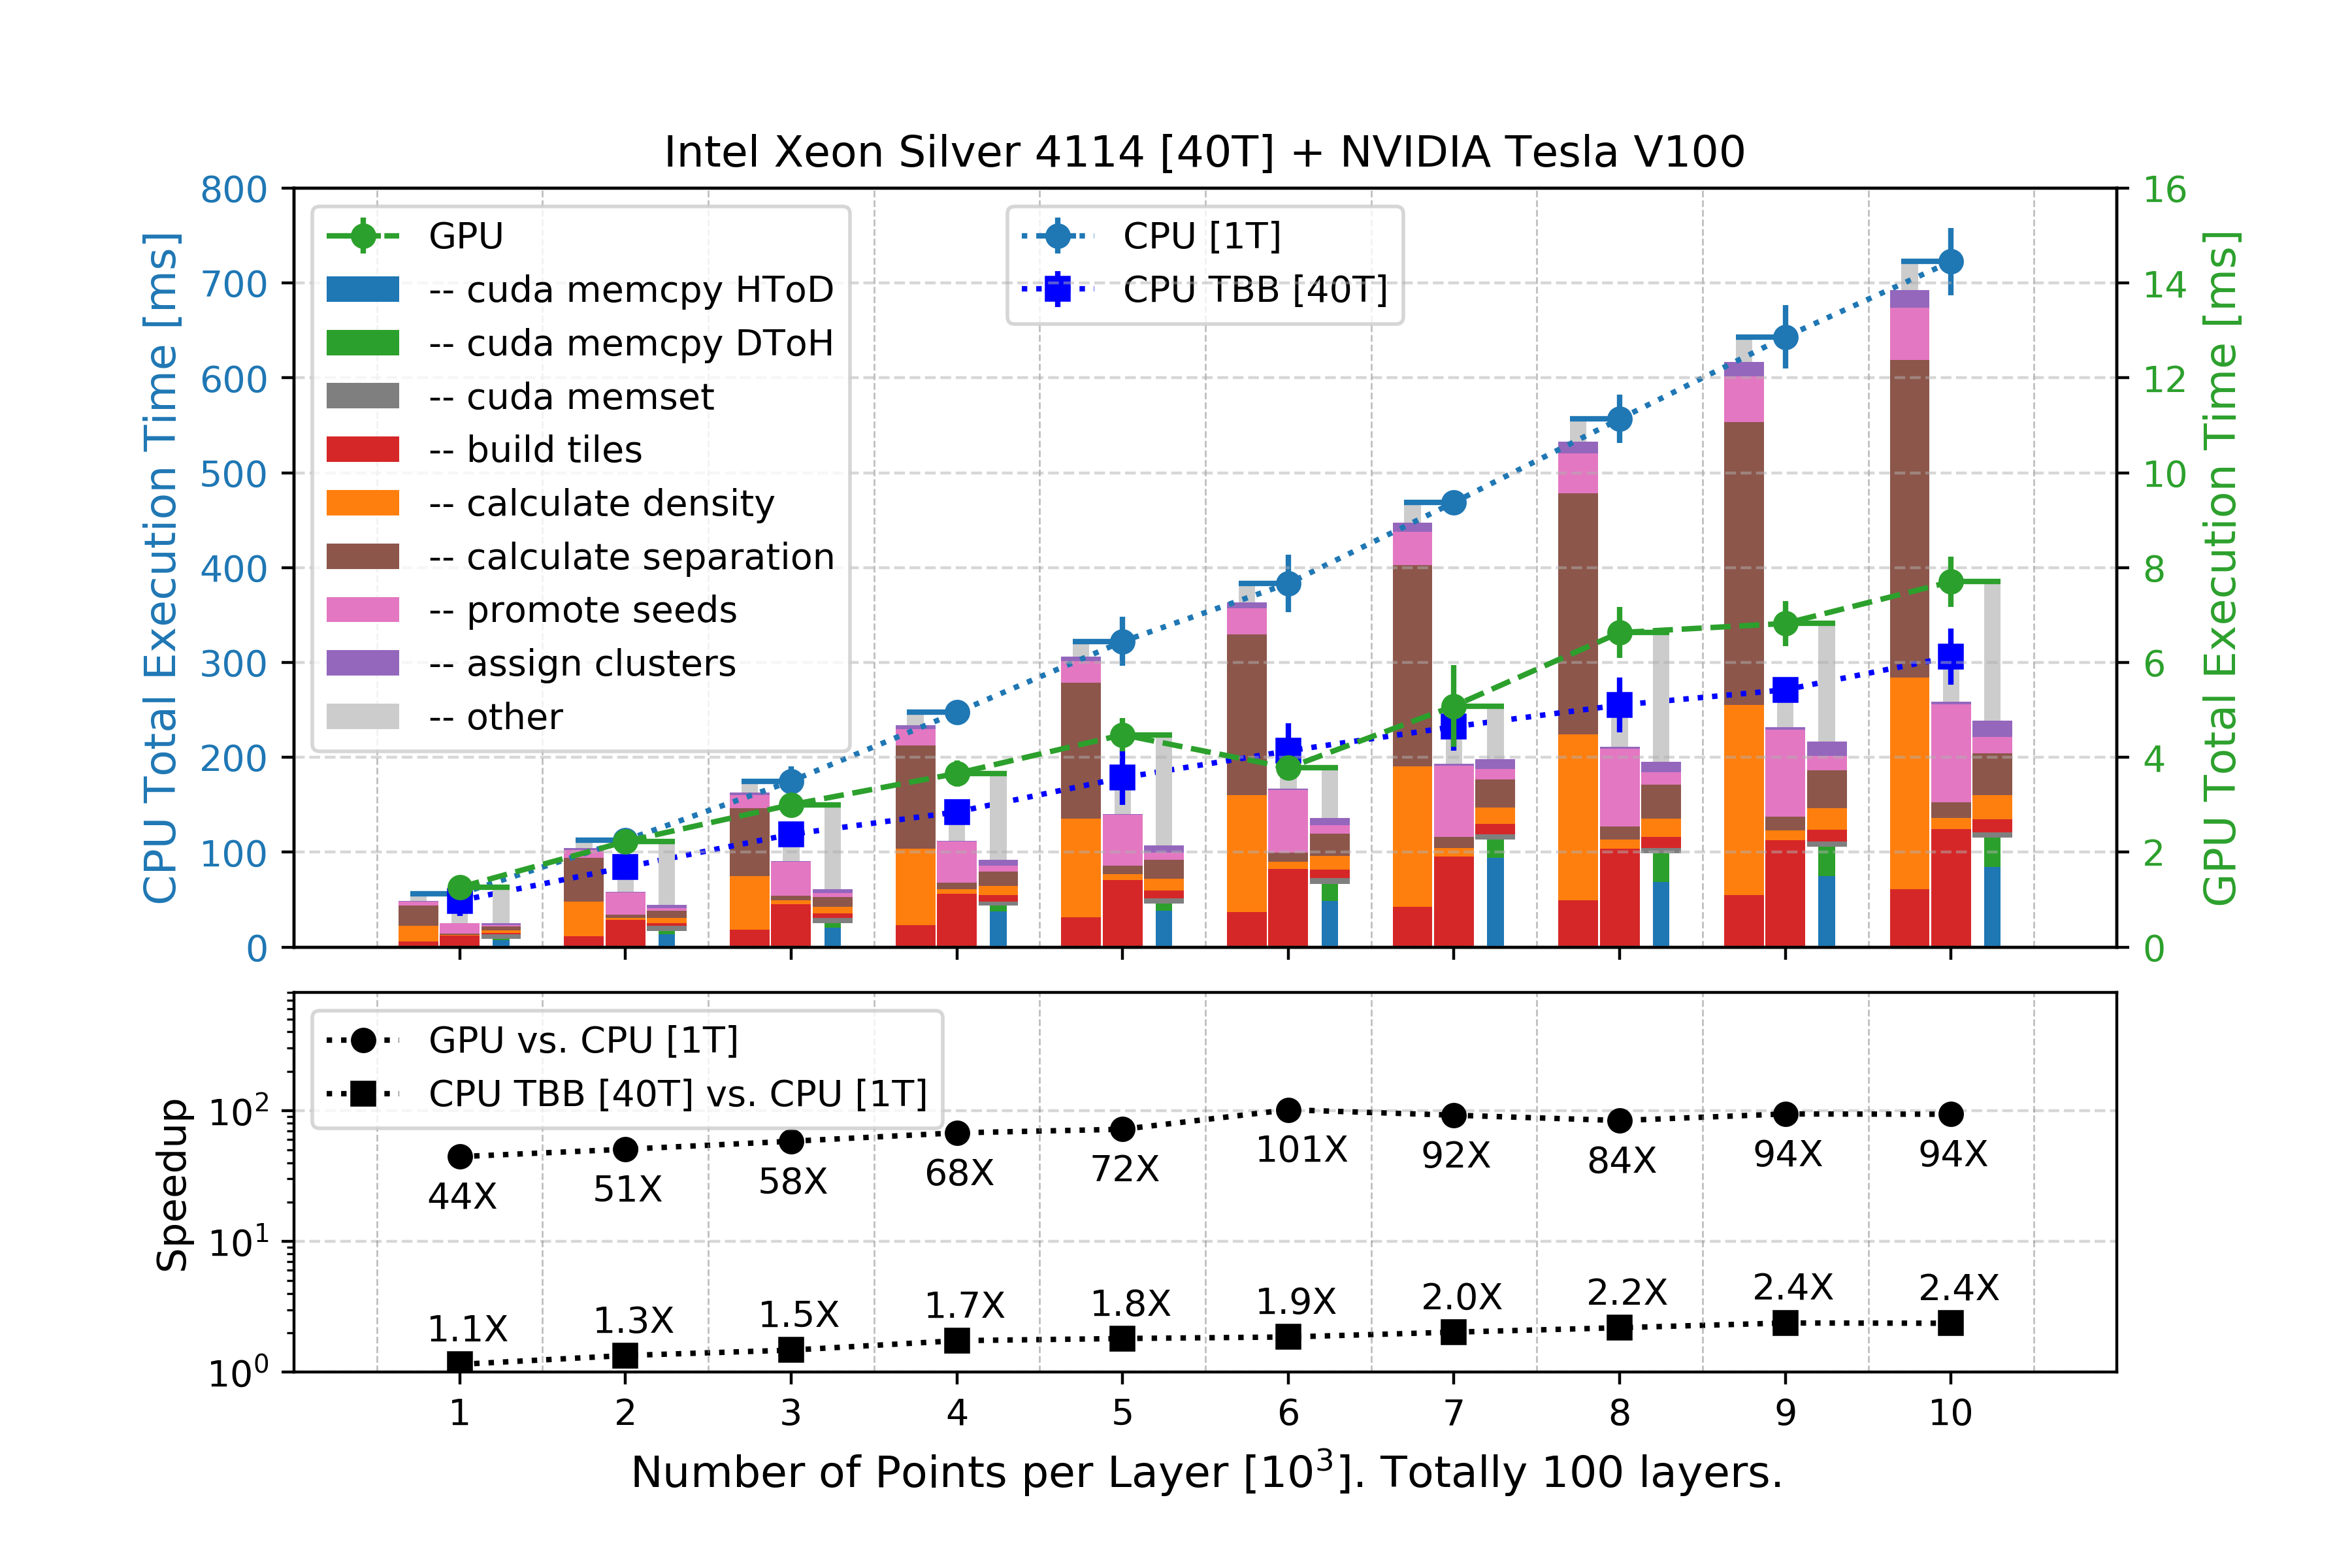 Intel Xeon Silver 4114 [40T] + NVIDIA Tesla V100
CPU Total Execution Time [ms]
800
700
600
500
400
300
200
100
0
GPU
-- cuda memcpy HToD
-- cuda memcpy DToH
-- cuda memset
-- build tiles
-- calculate density
-- calculate separation
-- promote seeds
-- assign clusters
-- other
CPU [1T]
CPU TBB [40T]
16
14
12
10
8
6
4
2
0
GPU Total Execution Time [ms]
Speedup
10²
10¹
10⁰
GPU vs. CPU [1T]
CPU TBB [40T] vs. CPU [1T]
44X 51X 58X 68X 72X 101X 92X 84X 94X 94X
1.1X 1.3X 1.5X 1.7X 1.8X 1.9X 2.0X 2.2X 2.4X 2.4X
1 2 3 4 5 6 7 8 9 10
Number of Points per Layer [10³]. Totally 100 layers.